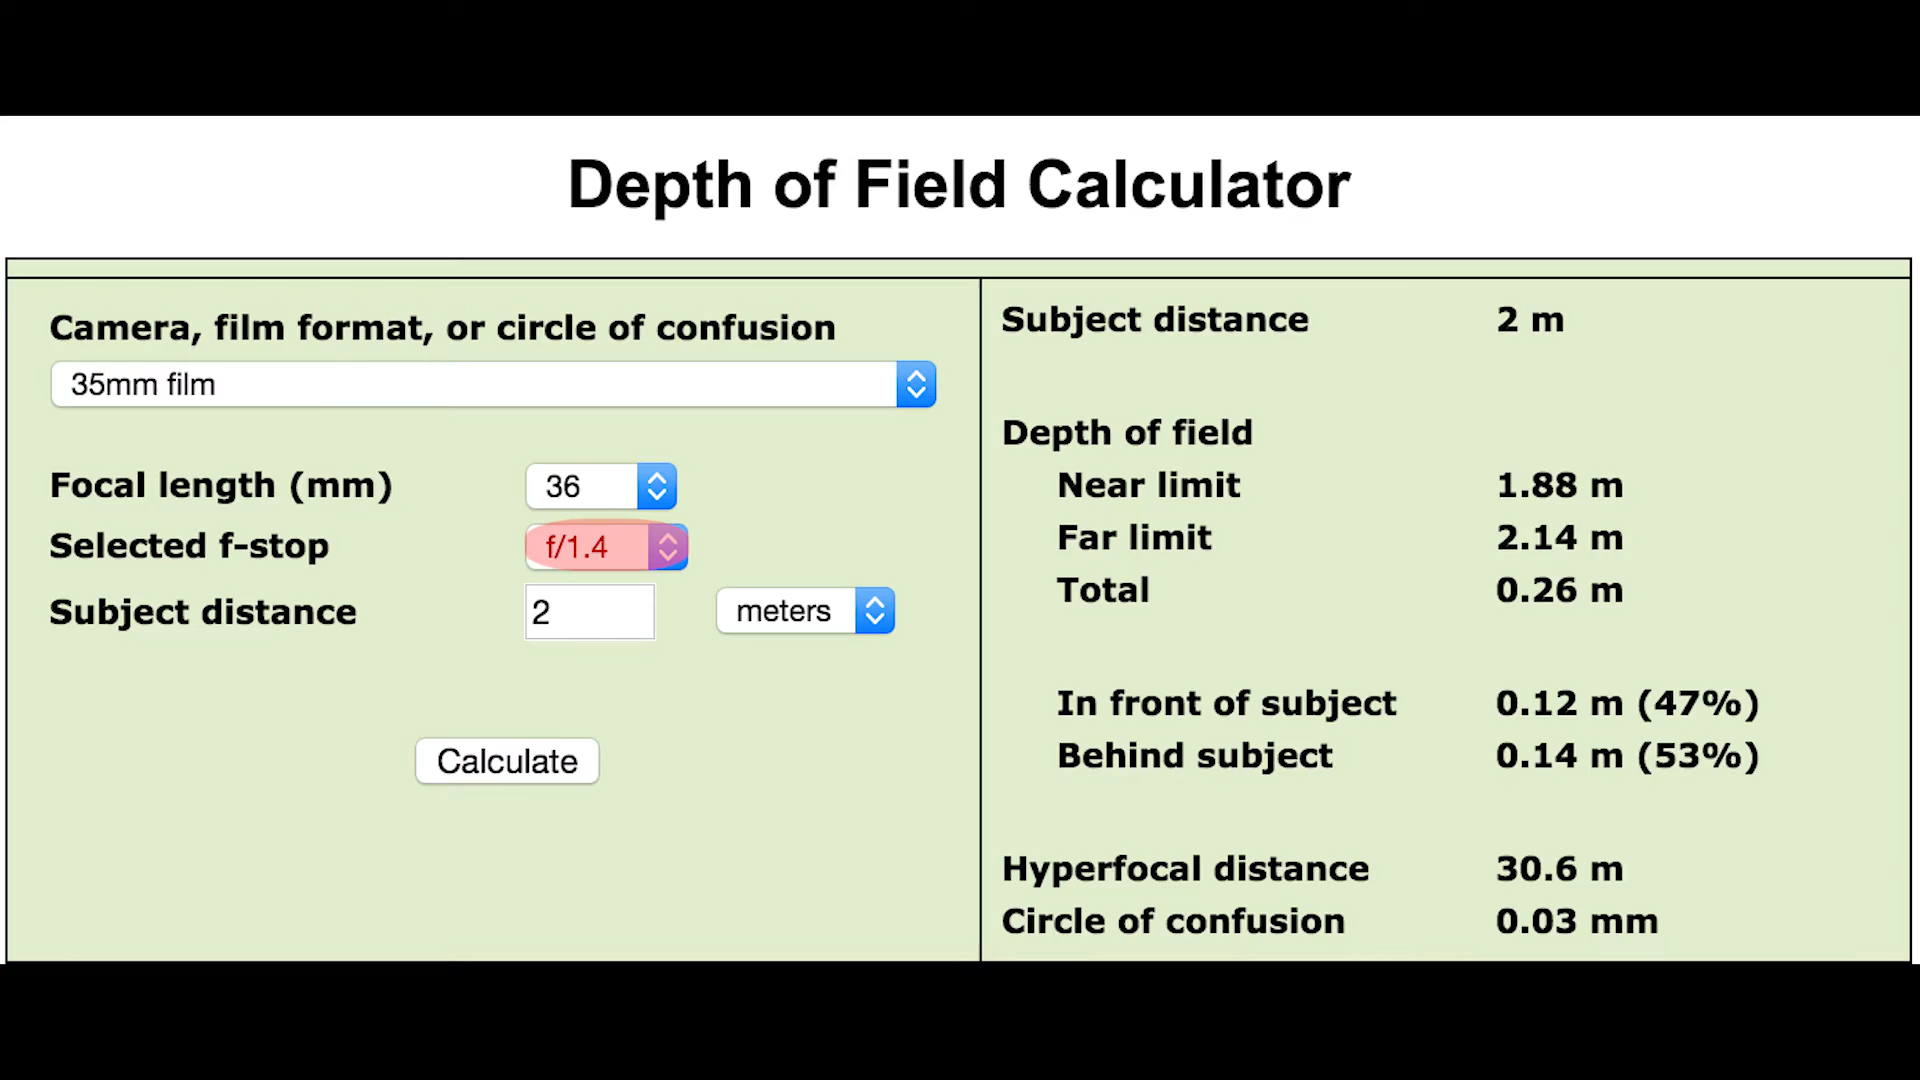 Depth of Field Calculator
Camera, film format, or circle of confusion
35mm film
Focal length (mm) 36
Selected f-stop f/1.4
Subject distance 2 meters
Calculate
Subject distance 2 m
Depth of field
Near limit 1.88 m
Far limit 2.14 m
Total 0.26 m
In front of subject 0.12 m (47%)
Behind subject 0.14 m (53%)
Hyperfocal distance 30.6 m
Circle of confusion 0.03 mm